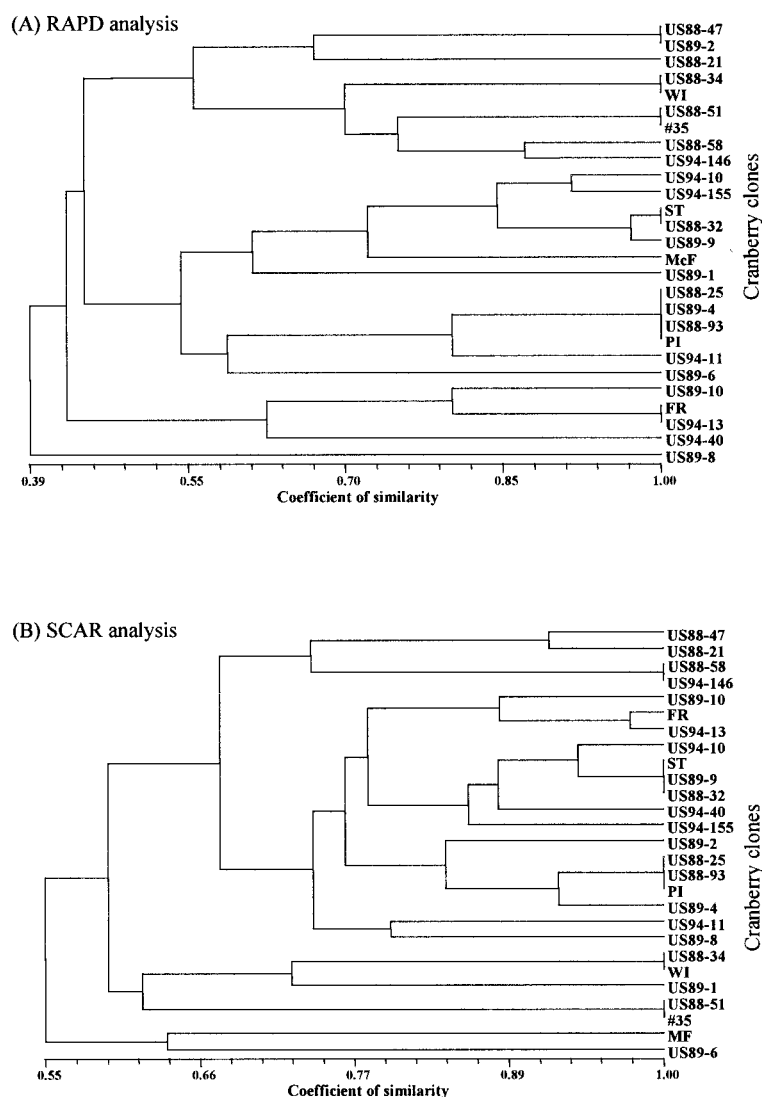 (A) RAPD analysis
US88-47
US89-2
US88-21
US88-34
WI
US88-51
#35
US88-58
US94-146
US94-10
US94-155
ST
US88-32
US89-9
McF
US89-1
US88-25
US89-4
US88-93
PI
US94-11
US89-6
US89-10
FR
US94-13
US94-40
US89-8
Cranberry clones
0.39 0.55 0.70 0.85 1.00
Coefficient of similarity
(B) SCAR analysis
US88-47
US88-21
US88-58
US94-146
US89-10
FR
US94-13
US94-10
ST
US89-9
US88-32
US94-40
US94-155
US89-2
US88-25
US88-93
PI
US89-4
US94-11
US89-8
US88-34
WI
US89-1
US88-51
#35
MF
US89-6
Cranberry clones
0.55 0.66 0.77 0.89 1.00
Coefficient of similarity